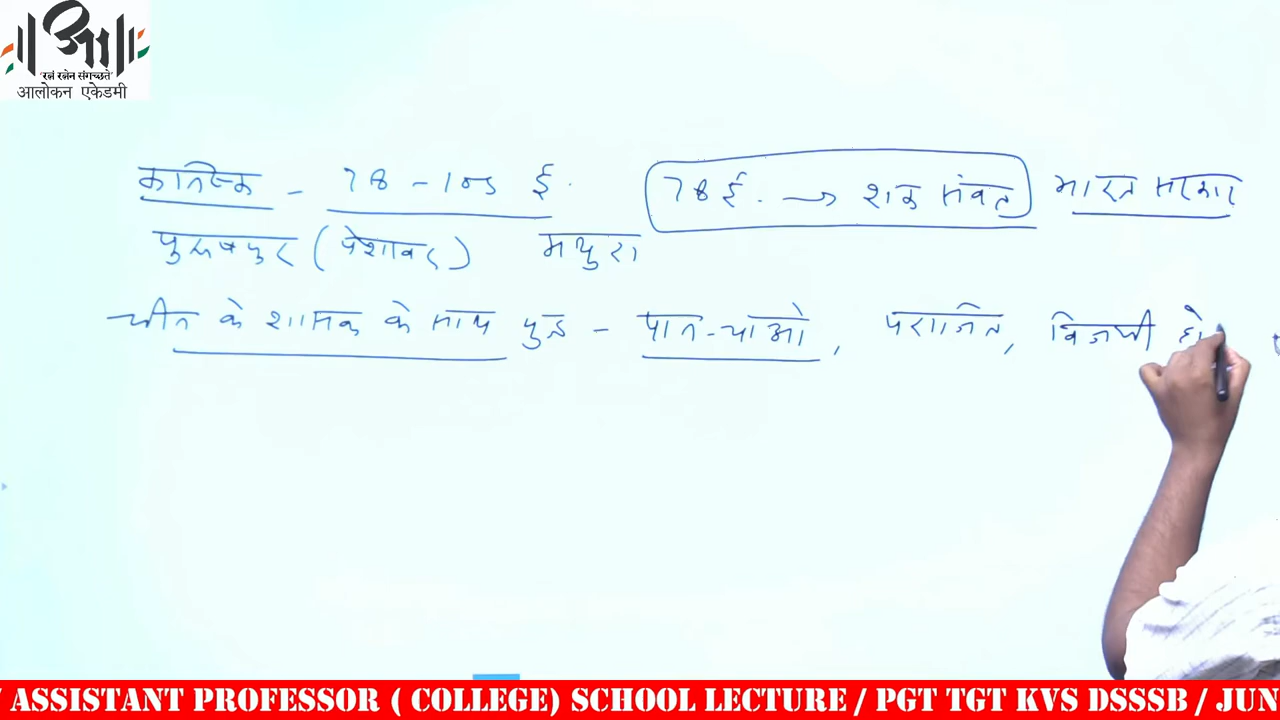 रत्नं रत्नेन संगच्छते
आलोकन एकेडमी
कनिष्क - 78 - 105 ई. 78 ई. → शक संवत भारत सरकार
पुरुषपुर (पेशावर) मथुरा
चीन के शासक के साथ युद्ध - पान-चाओ, पराजित, विजयी हो
/ ASSISTANT PROFESSOR ( COLLEGE) SCHOOL LECTURE / PGT TGT KVS DSSSB / JUN